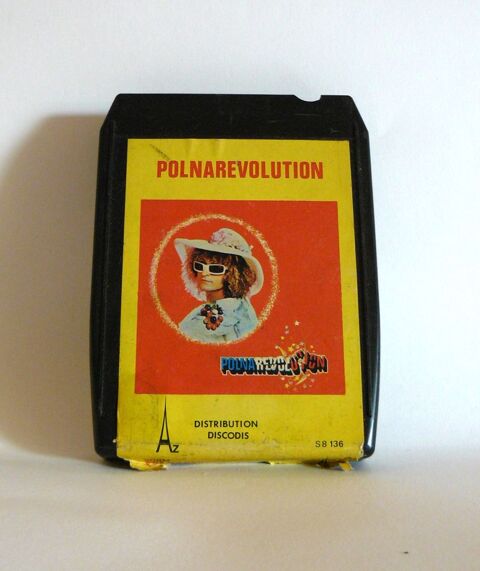 POLNAREVOLUTION
POLNAREVOLUTION
AZ
DISTRIBUTION
DISCODIS
S8 136